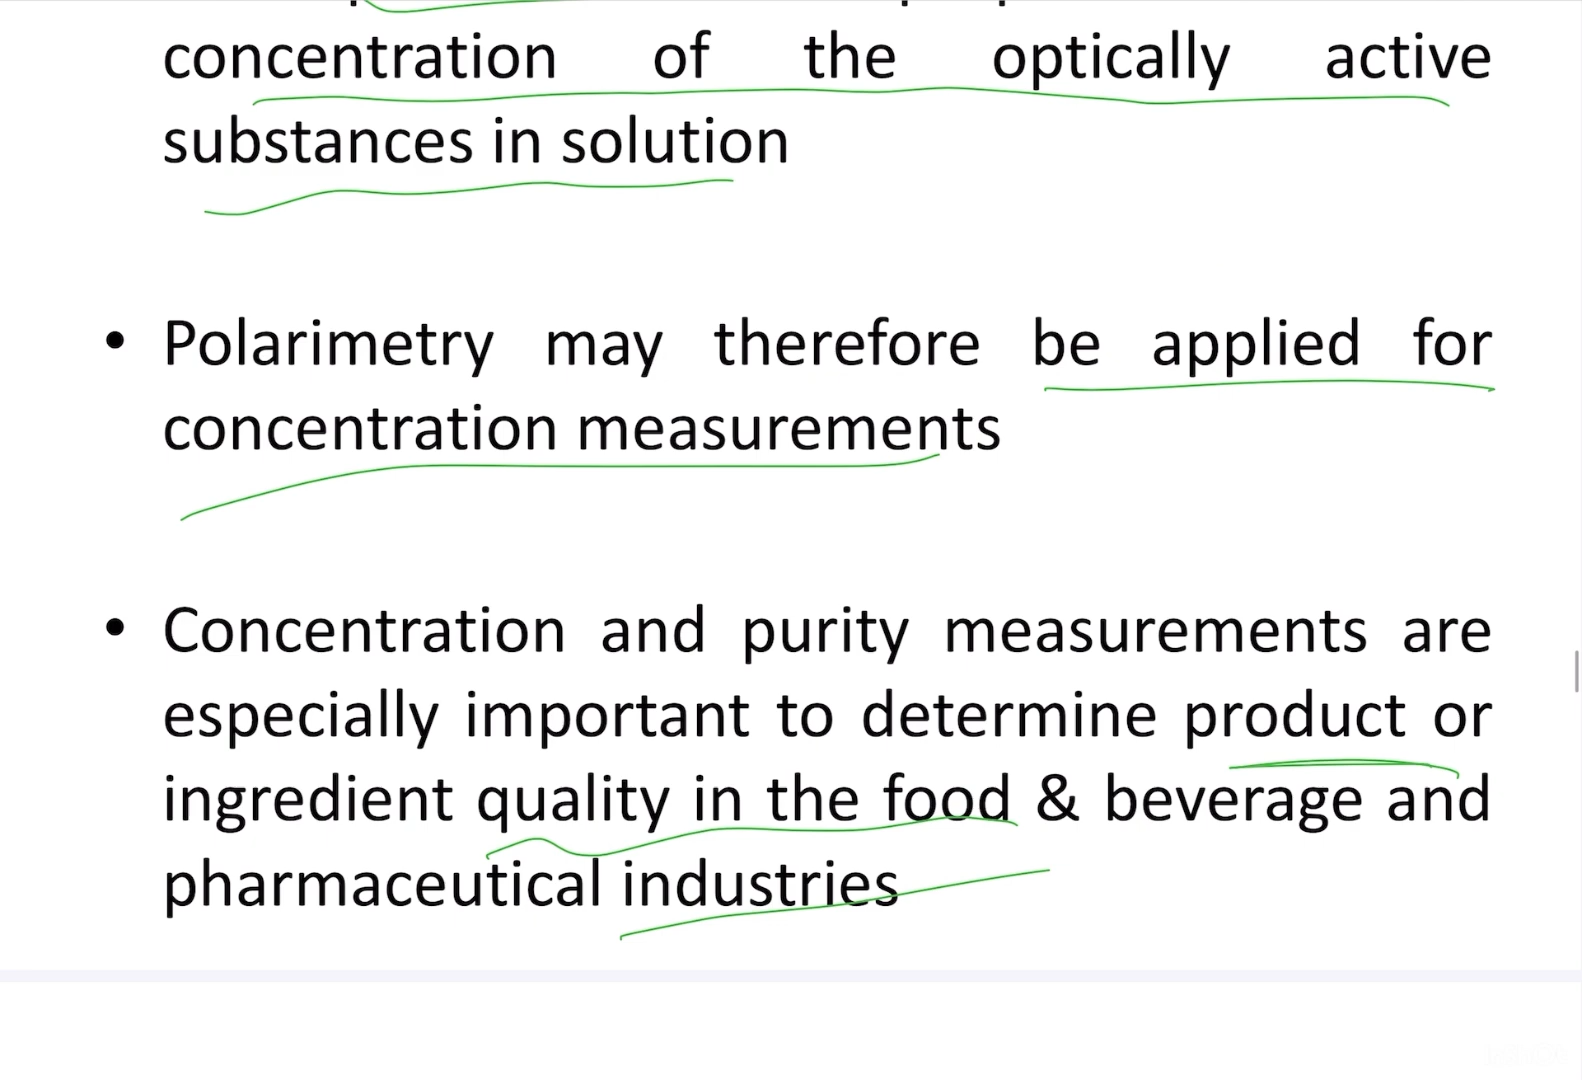 concentration of the optically active
substances in solution
• Polarimetry may therefore be applied for
concentration measurements
• Concentration and purity measurements are
especially important to determine product or
ingredient quality in the food & beverage and
pharmaceutical industries